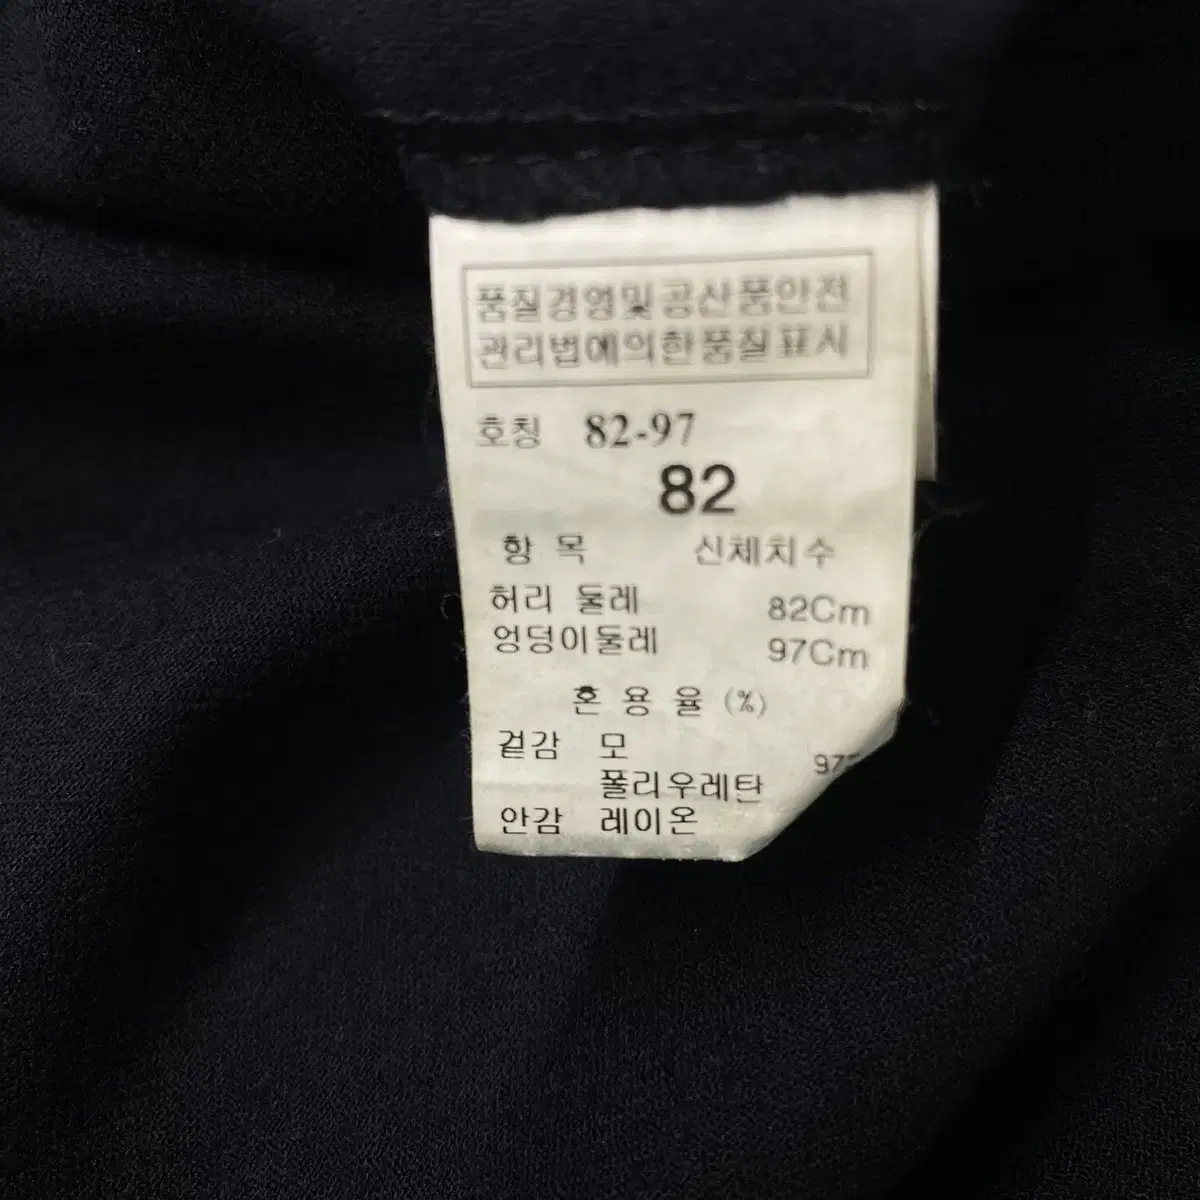 품질경영및공산품안전
관리법에의한품질표시
호칭 82-97
82
항 목 신체치수
허리 둘레 82Cm
엉덩이둘레 97Cm
혼 용 율 (%)
겉감 모
폴리우레탄
안감 레이온